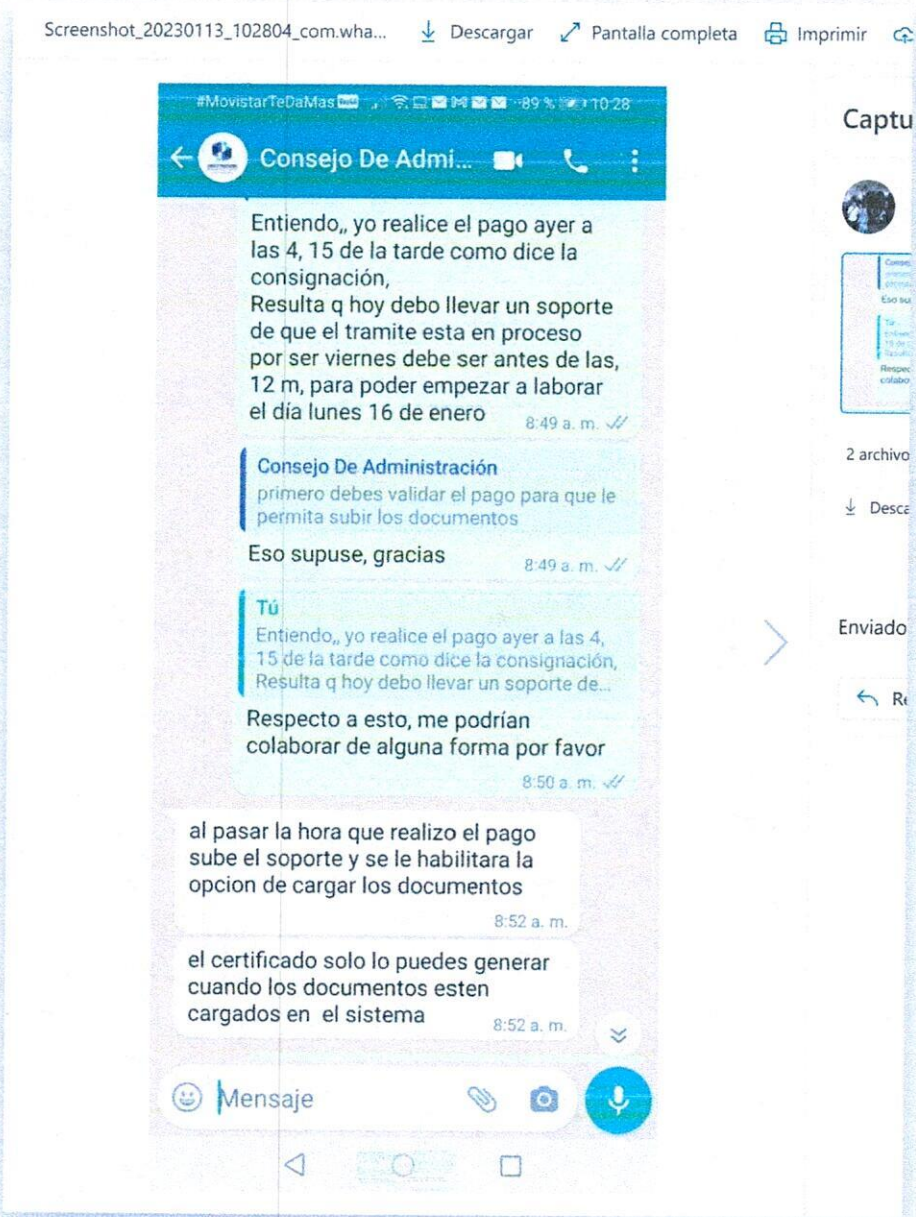 Screenshot_20230113_102804_com.wha...
Descargar
Pantalla completa
Imprimir
#MovistarTeDaMas
89 %
10:28
Consejo De Admi...
Entiendo,, yo realice el pago ayer a
las 4, 15 de la tarde como dice la
consignación,
Resulta q hoy debo llevar un soporte
de que el tramite esta en proceso
por ser viernes debe ser antes de las,
12 m, para poder empezar a laborar
el día lunes 16 de enero
8:49 a. m.
Consejo De Administración
primero debes validar el pago para que le
permita subir los documentos
Eso supuse, gracias
8:49 a. m.
Tú
Entiendo,, yo realice el pago ayer a las 4,
15 de la tarde como dice la consignación,
Resulta q hoy debo llevar un soporte de...
Respecto a esto, me podrían
colaborar de alguna forma por favor
8:50 a. m.
al pasar la hora que realizo el pago
sube el soporte y se le habilitara la
opcion de cargar los documentos
8:52 a. m.
el certificado solo lo puedes generar
cuando los documentos esten
cargados en el sistema
8:52 a. m.
Mensaje
Captu
2 archivo
Desca
Enviado
Re